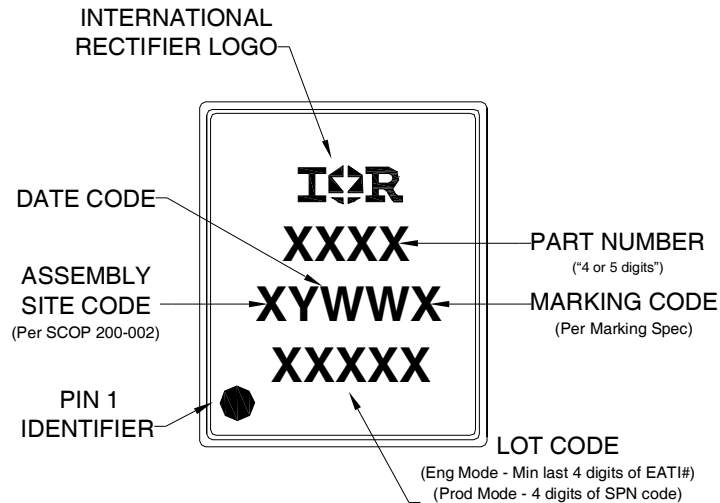 INTERNATIONAL
RECTIFIER LOGO
IOR
DATE CODE
XXXX
PART NUMBER
(“4 or 5 digits”)
ASSEMBLY
SITE CODE
(Per SCOP 200-002)
XYWWX
MARKING CODE
(Per Marking Spec)
XXXXX
PIN 1
IDENTIFIER
LOT CODE
(Eng Mode - Min last 4 digits of EATI#)
(Prod Mode - 4 digits of SPN code)